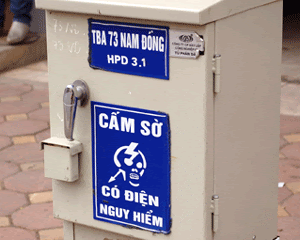 TBA 73 NAM ĐỒNG
HPD 3.1
CẤM SỜ
CÓ ĐIỆN
NGUY HIỂM